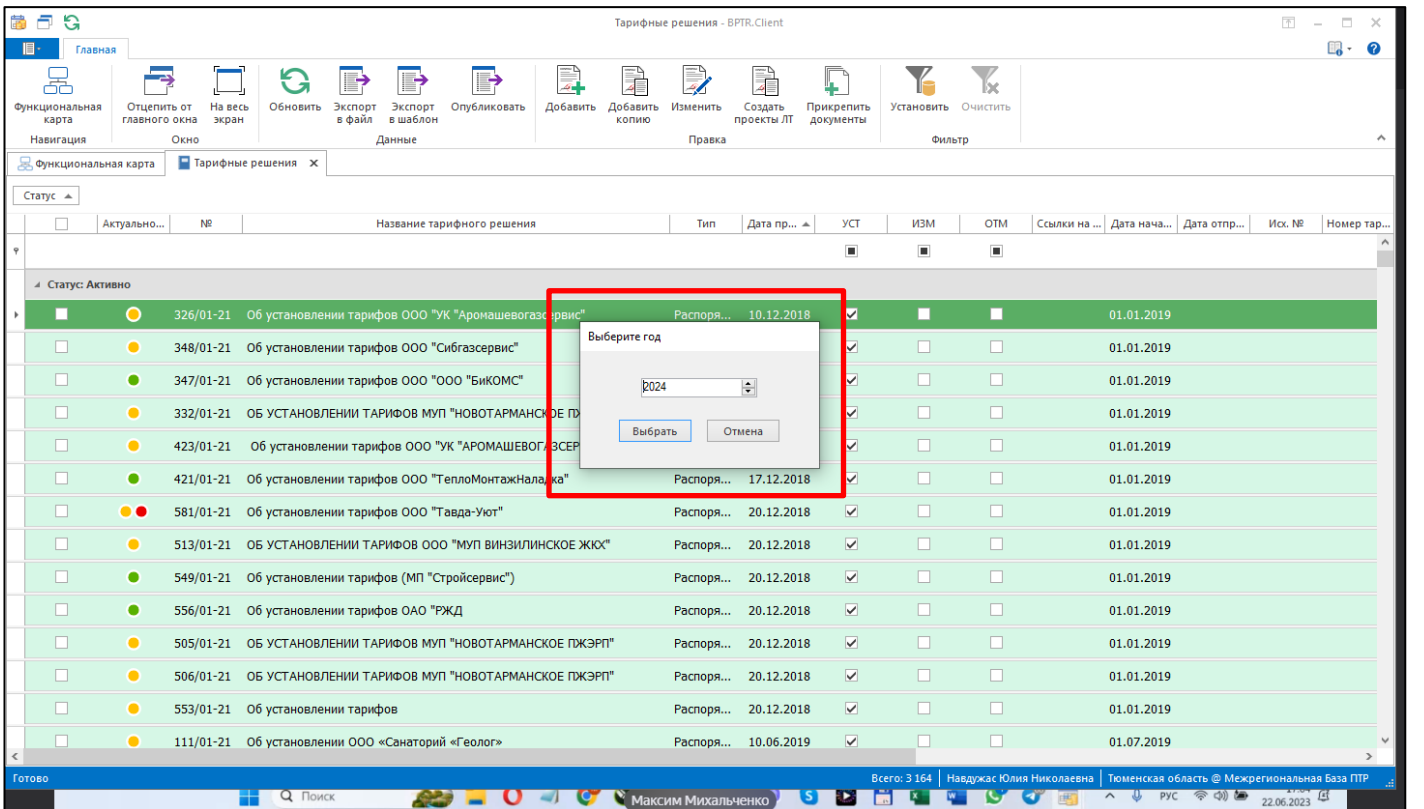 Тарифные решения - BPTR.Client
Главная
Функциональная карта
Отцепить от главного окна
На весь экран
Обновить
Экспорт в файл
Экспорт в шаблон
Опубликовать
Добавить
Добавить копию
Изменить
Создать проекты ЛТ
Прикрепить документы
Установить
Очистить
Навигация
Окно
Данные
Правка
Фильтр
Функциональная карта
Тарифные решения
Статус
Актуально... № Название тарифного решения Тип Дата пр... УСТ ИЗМ ОТМ Ссылки на ... Дата нача... Дата отпр... Исх. № Номер тар...
Статус: Активно
326/01-21 Об установлении тарифов ООО "УК "Аромашевогазсервис" Распоря... 10.12.2018 01.01.2019
348/01-21 Об установлении тарифов ООО "Сибгазсервис" 01.01.2019
347/01-21 Об установлении тарифов ООО "ООО "БиКОМС" 01.01.2019
332/01-21 ОБ УСТАНОВЛЕНИИ ТАРИФОВ МУП "НОВОТАРМАНСКОЕ 01.01.2019
423/01-21 Об установлении тарифов ООО "УК "АРОМАШЕВОГАЗСЕР 01.01.2019
421/01-21 Об установлении тарифов ООО "ТеплоМонтажНаладка" Распоря... 17.12.2018 01.01.2019
581/01-21 Об установлении тарифов ООО "Тавда-Уют" Распоря... 20.12.2018 01.01.2019
513/01-21 ОБ УСТАНОВЛЕНИИ ТАРИФОВ ООО "МУП ВИНЗИЛИНСКОЕ ЖКХ" Распоря... 20.12.2018 01.01.2019
549/01-21 Об установлении тарифов (МП "Стройсервис") Распоря... 20.12.2018 01.01.2019
556/01-21 Об установлении тарифов ОАО "РЖД Распоря... 20.12.2018 01.01.2019
505/01-21 ОБ УСТАНОВЛЕНИИ ТАРИФОВ МУП "НОВОТАРМАНСКОЕ ПЖЭРП" Распоря... 20.12.2018 01.01.2019
506/01-21 ОБ УСТАНОВЛЕНИИ ТАРИФОВ МУП "НОВОТАРМАНСКОЕ ПЖЭРП" Распоря... 20.12.2018 01.01.2019
553/01-21 Об установлении тарифов Распоря... 20.12.2018 01.01.2019
111/01-21 Об установлении ООО «Санаторий «Геолог» Распоря... 10.06.2019 01.07.2019
Выберите год
2024
Выбрать Отмена
Готово Всего: 3 164 Навдужас Юлия Николаевна Тюменская область @ Межрегиональная База ПТР
Поиск Максим Михальченко РУС 22.06.2023